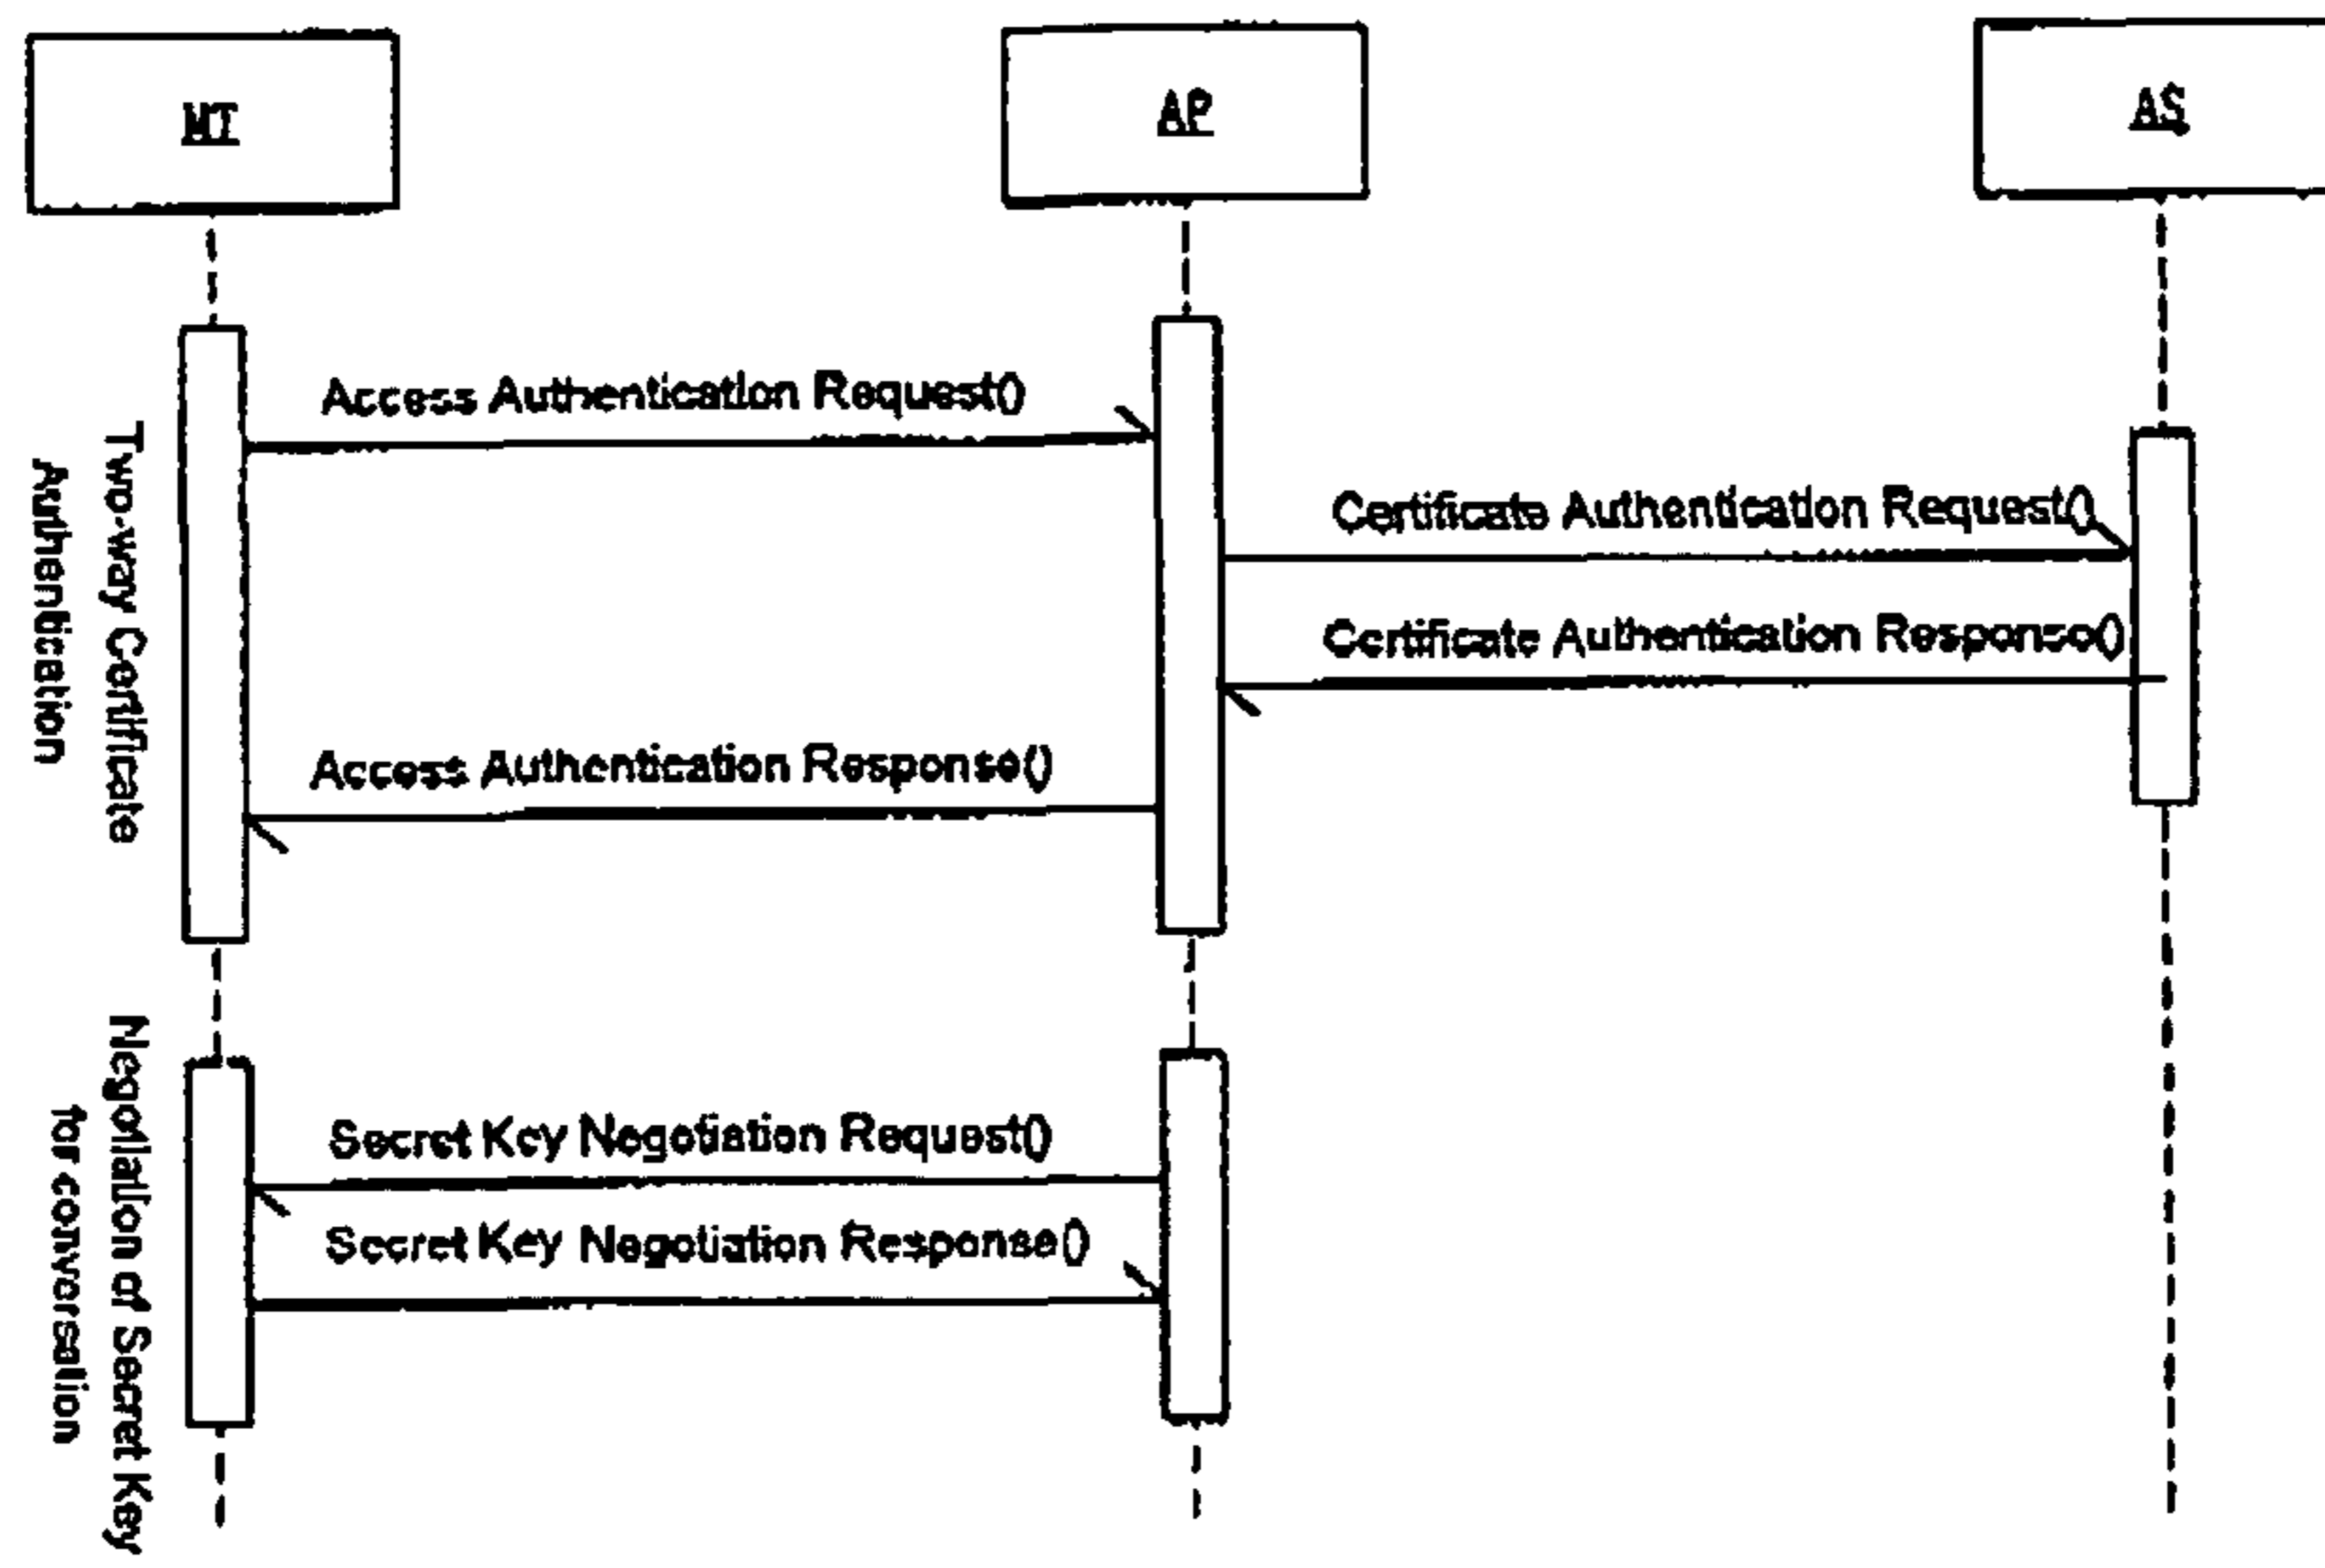 MT
AP
AS
Access Authentication Request()
Certificate Authentication Request()
Certificate Authentication Response()
Access Authentication Response()
Two-way Certificate
Authentication
Secret Key Negotiation Request()
Secret Key Negotiation Response()
Negotiation of Secret Key
for conversation